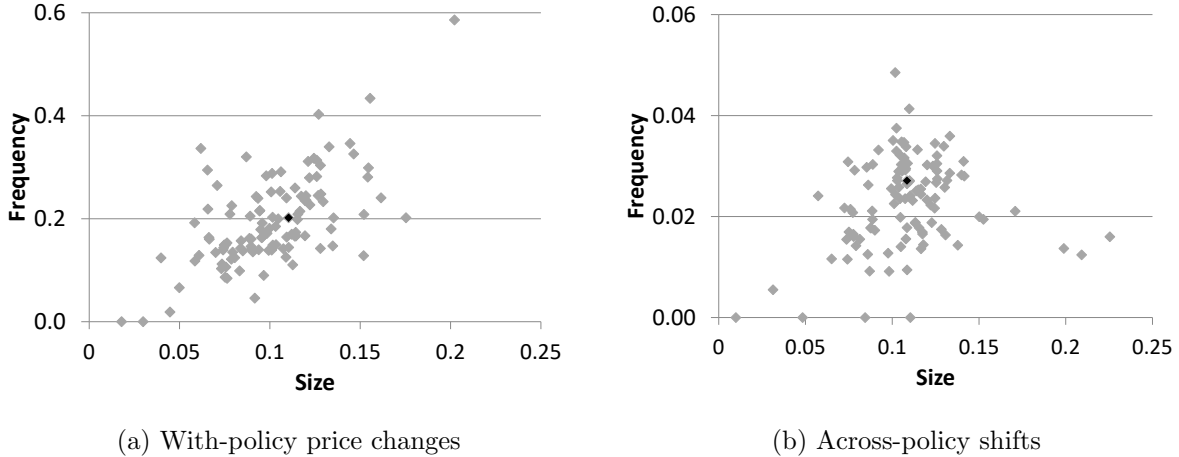 0.6
0.4
0.2
0.0
0 0.05 0.1 0.15 0.2 0.25
Frequency
Size
(a) With-policy price changes
0.06
0.04
0.02
0.00
0 0.05 0.1 0.15 0.2 0.25
Frequency
Size
(b) Across-policy shifts